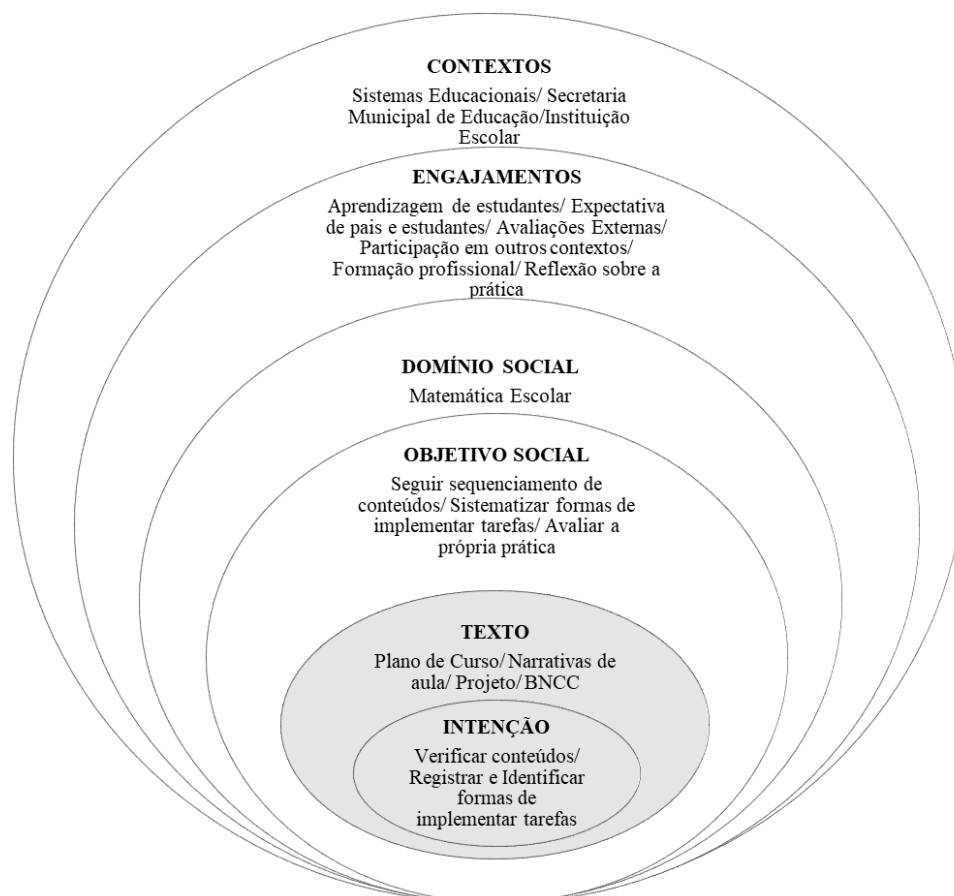 CONTEXTOS
Sistemas Educacionais/ Secretaria
Municipal de Educação/Instituição
Escolar
ENGAJAMENTOS
Aprendizagem de estudantes/ Expectativa
de pais e estudantes/ Avaliações Externas/
Participação em outros contextos/
Formação profissional/ Reflexão sobre a
prática
DOMÍNIO SOCIAL
Matemática Escolar
OBJETIVO SOCIAL
Seguir sequenciamento de
conteúdos/ Sistematizar formas de
implementar tarefas/ Avaliar a
própria prática
TEXTO
Plano de Curso/ Narrativas de
aula/ Projeto/ BNCC
INTENÇÃO
Verificar conteúdos/
Registrar e Identificar
formas de
implementar tarefas